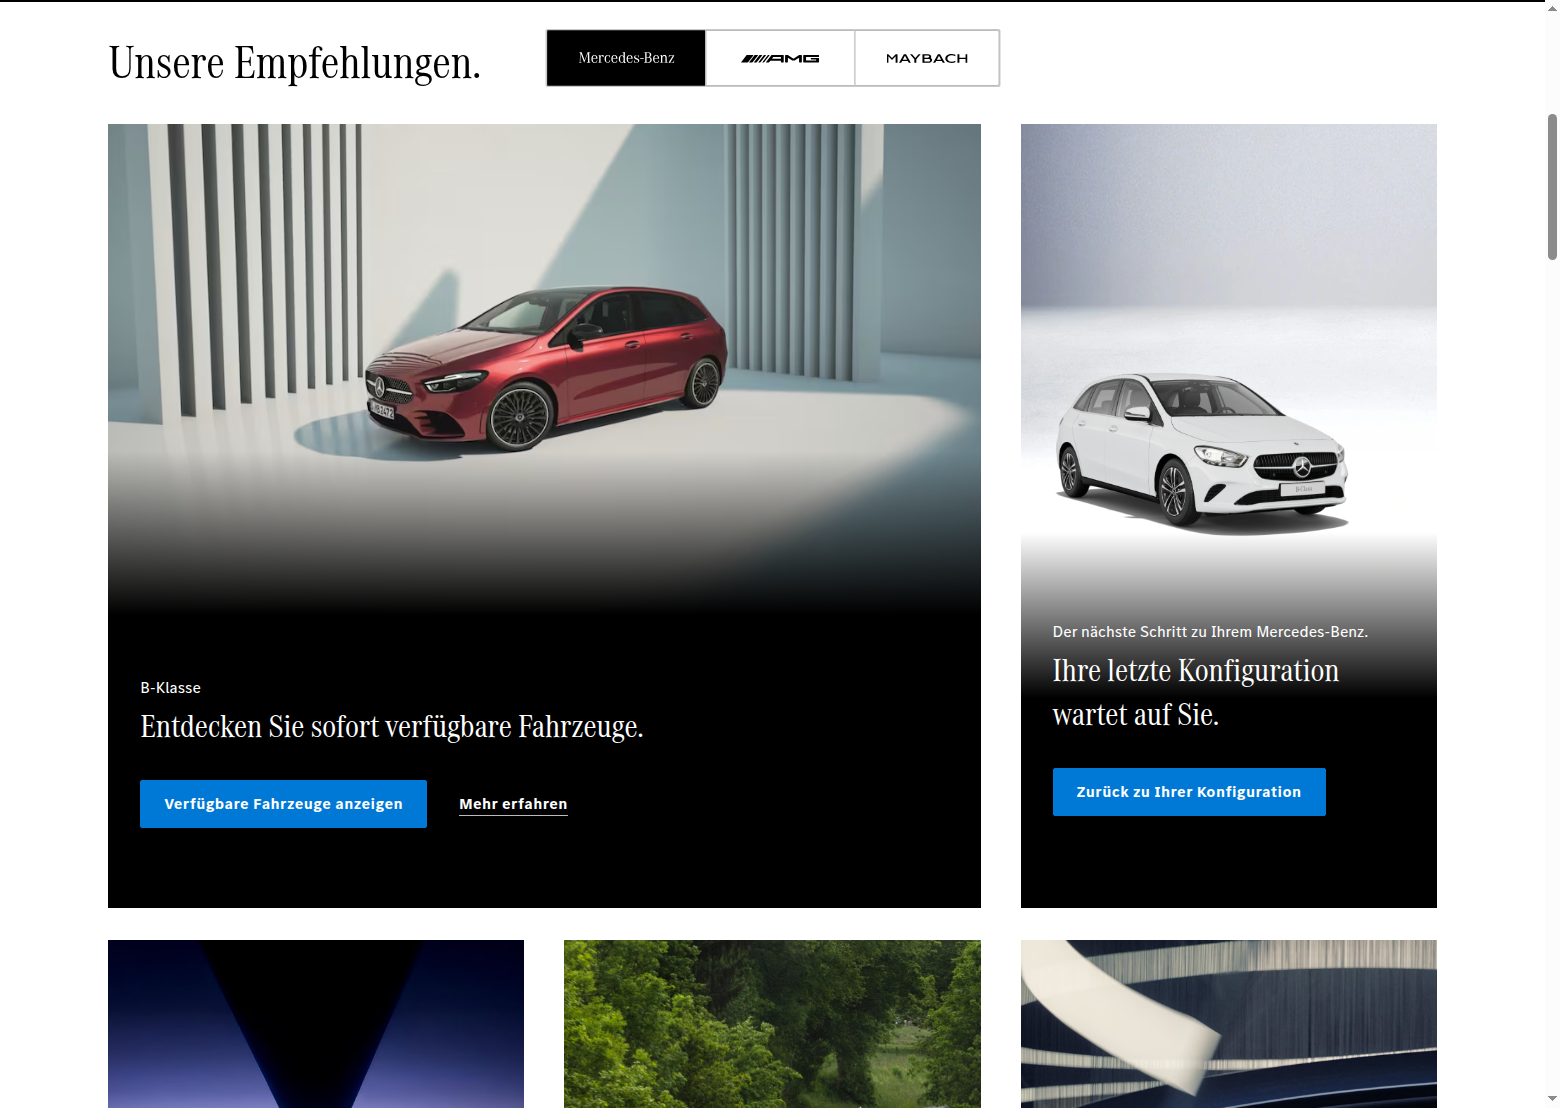 Unsere Empfehlungen.
Mercedes-Benz
AMG
MAYBACH
B-Klasse
Entdecken Sie sofort verfügbare Fahrzeuge.
Verfügbare Fahrzeuge anzeigen
Mehr erfahren
B-Klasse
Der nächste Schritt zu Ihrem Mercedes-Benz.
Ihre letzte Konfiguration
wartet auf Sie.
Zurück zu Ihrer Konfiguration